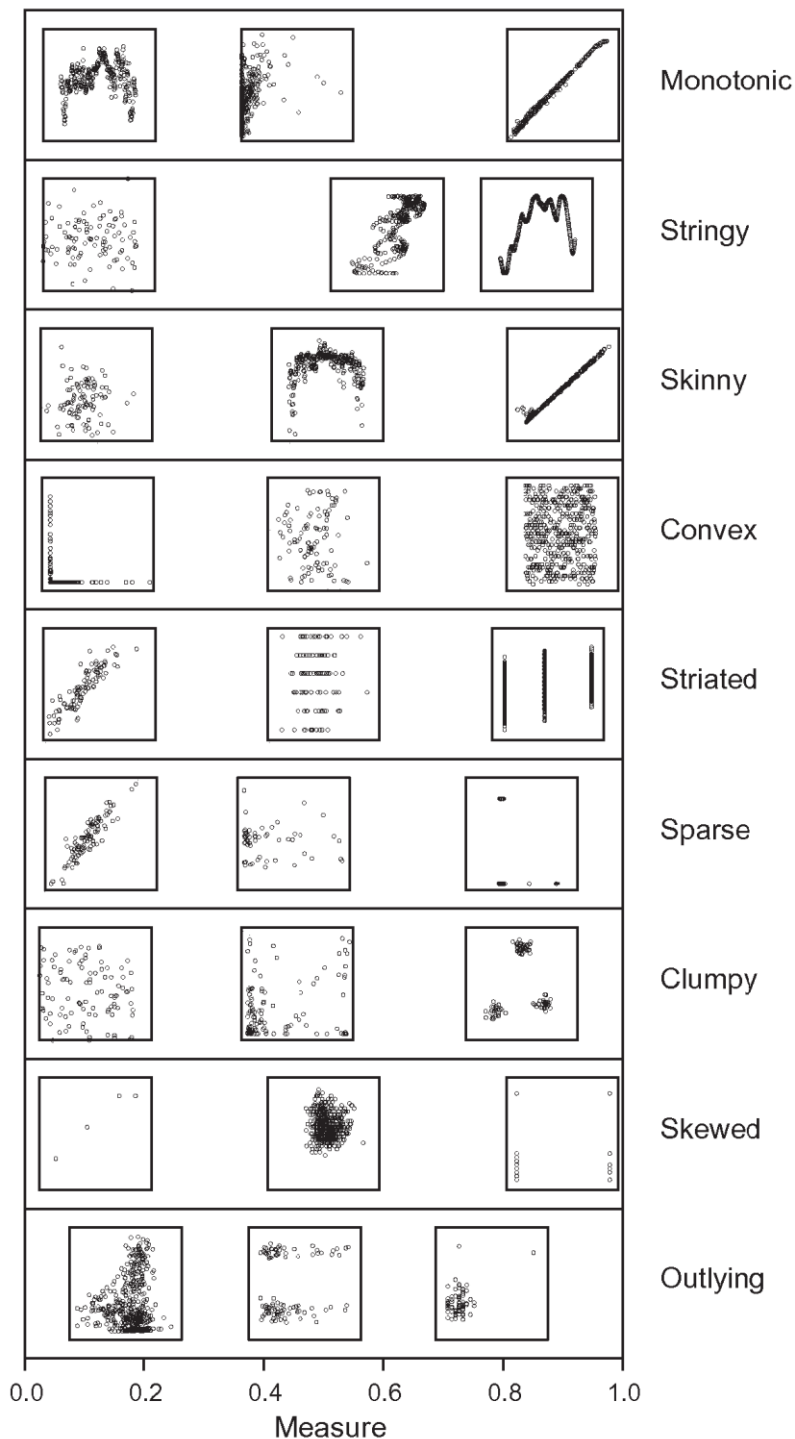 Monotonic
Stringy
Skinny
Convex
Striated
Sparse
Clumpy
Skewed
Outlying
0.0 0.2 0.4 0.6 0.8 1.0
Measure